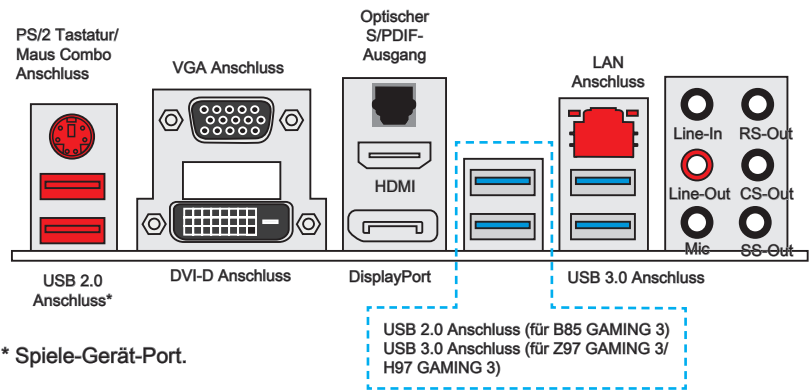 PS/2 Tastatur/
Maus Combo
Anschluss
VGA Anschluss
Optischer
S/PDIF-
Ausgang
LAN
Anschluss
HDMI
Line-In
RS-Out
Line-Out
CS-Out
Mic
SS-Out
USB 2.0
Anschluss*
DVI-D Anschluss
DisplayPort
USB 3.0 Anschluss
USB 2.0 Anschluss (für B85 GAMING 3)
USB 3.0 Anschluss (für Z97 GAMING 3/
H97 GAMING 3)
* Spiele-Gerät-Port.